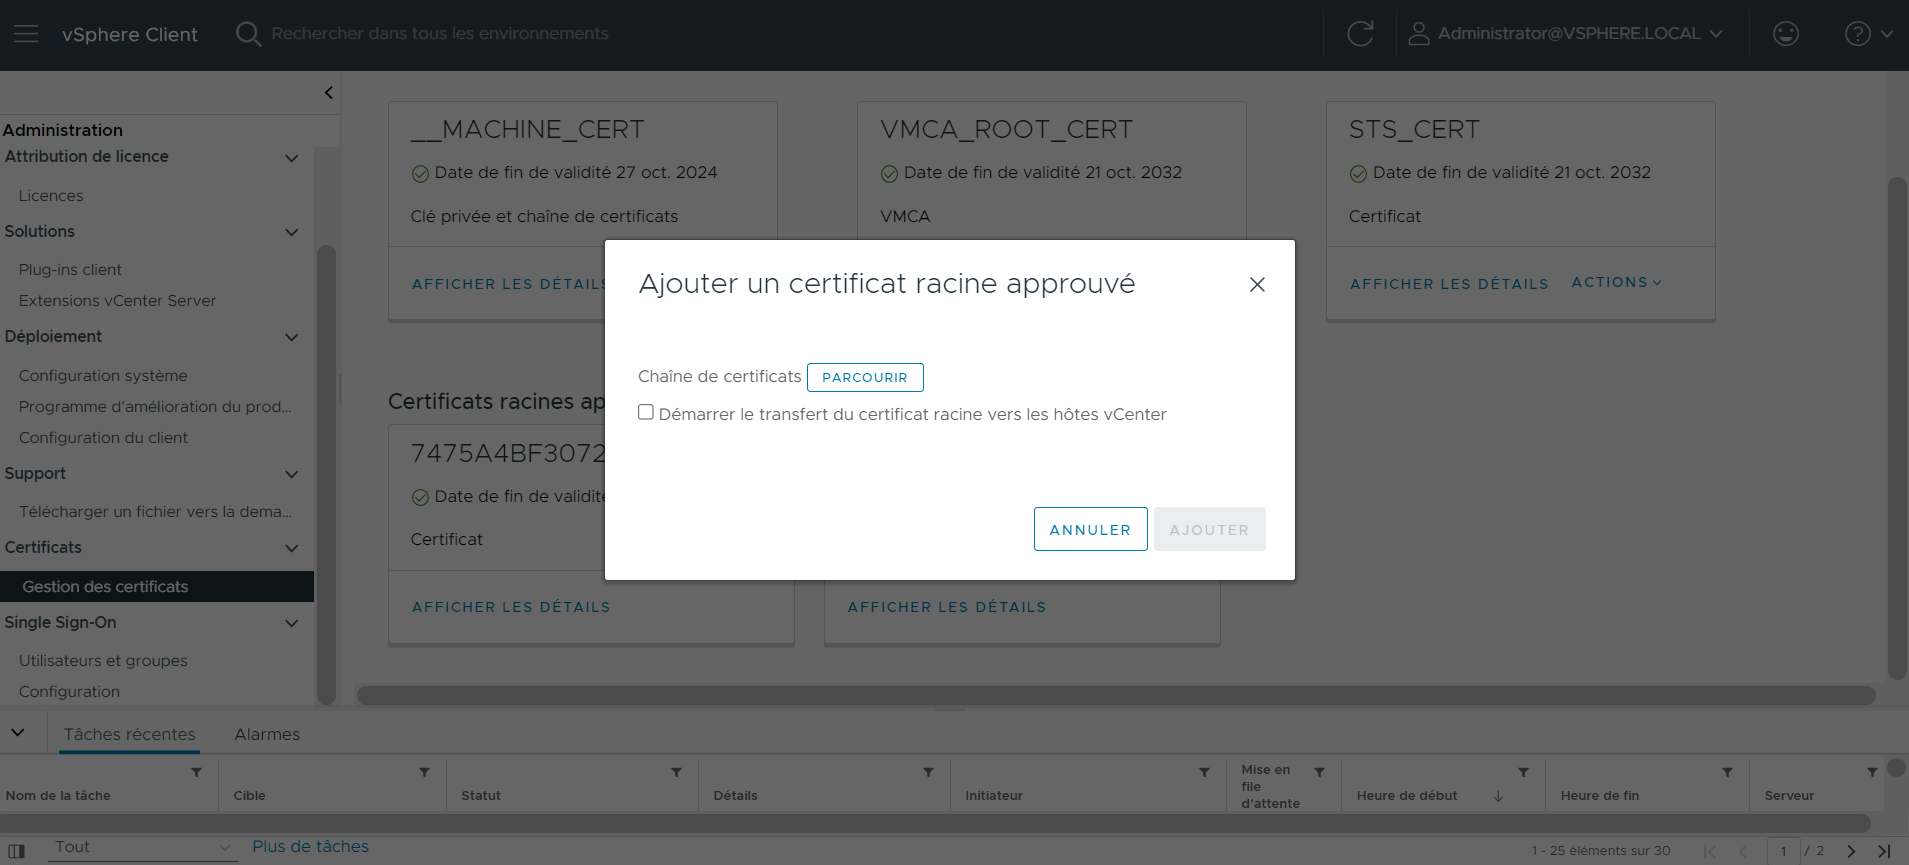 vSphere Client
Rechercher dans tous les environnements
Administrator@VSPHERE.LOCAL
Administration
Attribution de licence
Licences
Solutions
Plug-ins client
Extensions vCenter Server
Déploiement
Configuration système
Programme d'amélioration du prod...
Configuration du client
Support
Télécharger un fichier vers la dema...
Certificats
Gestion des certificats
Single Sign-On
Utilisateurs et groupes
Configuration
__MACHINE_CERT
Date de fin de validité 27 oct. 2024
Clé privée et chaîne de certificats
AFFICHER LES DÉTAILS
VMCA_ROOT_CERT
Date de fin de validité 21 oct. 2032
VMCA
STS_CERT
Date de fin de validité 21 oct. 2032
Certificat
AFFICHER LES DÉTAILS ACTIONS
Certificats racines ap
7475A4BF3072
Date de fin de validité
Certificat
AFFICHER LES DÉTAILS
AFFICHER LES DÉTAILS
Ajouter un certificat racine approuvé
Chaîne de certificats PARCOURIR
Démarrer le transfert du certificat racine vers les hôtes vCenter
ANNULER AJOUTER
Tâches récentes Alarmes
Nom de la tâche
Cible
Statut
Détails
Initiateur
Mise en
file
d'attente
Heure de début
Heure de fin
Serveur
Tout
Plus de tâches
1 - 25 éléments sur 30
1 / 2